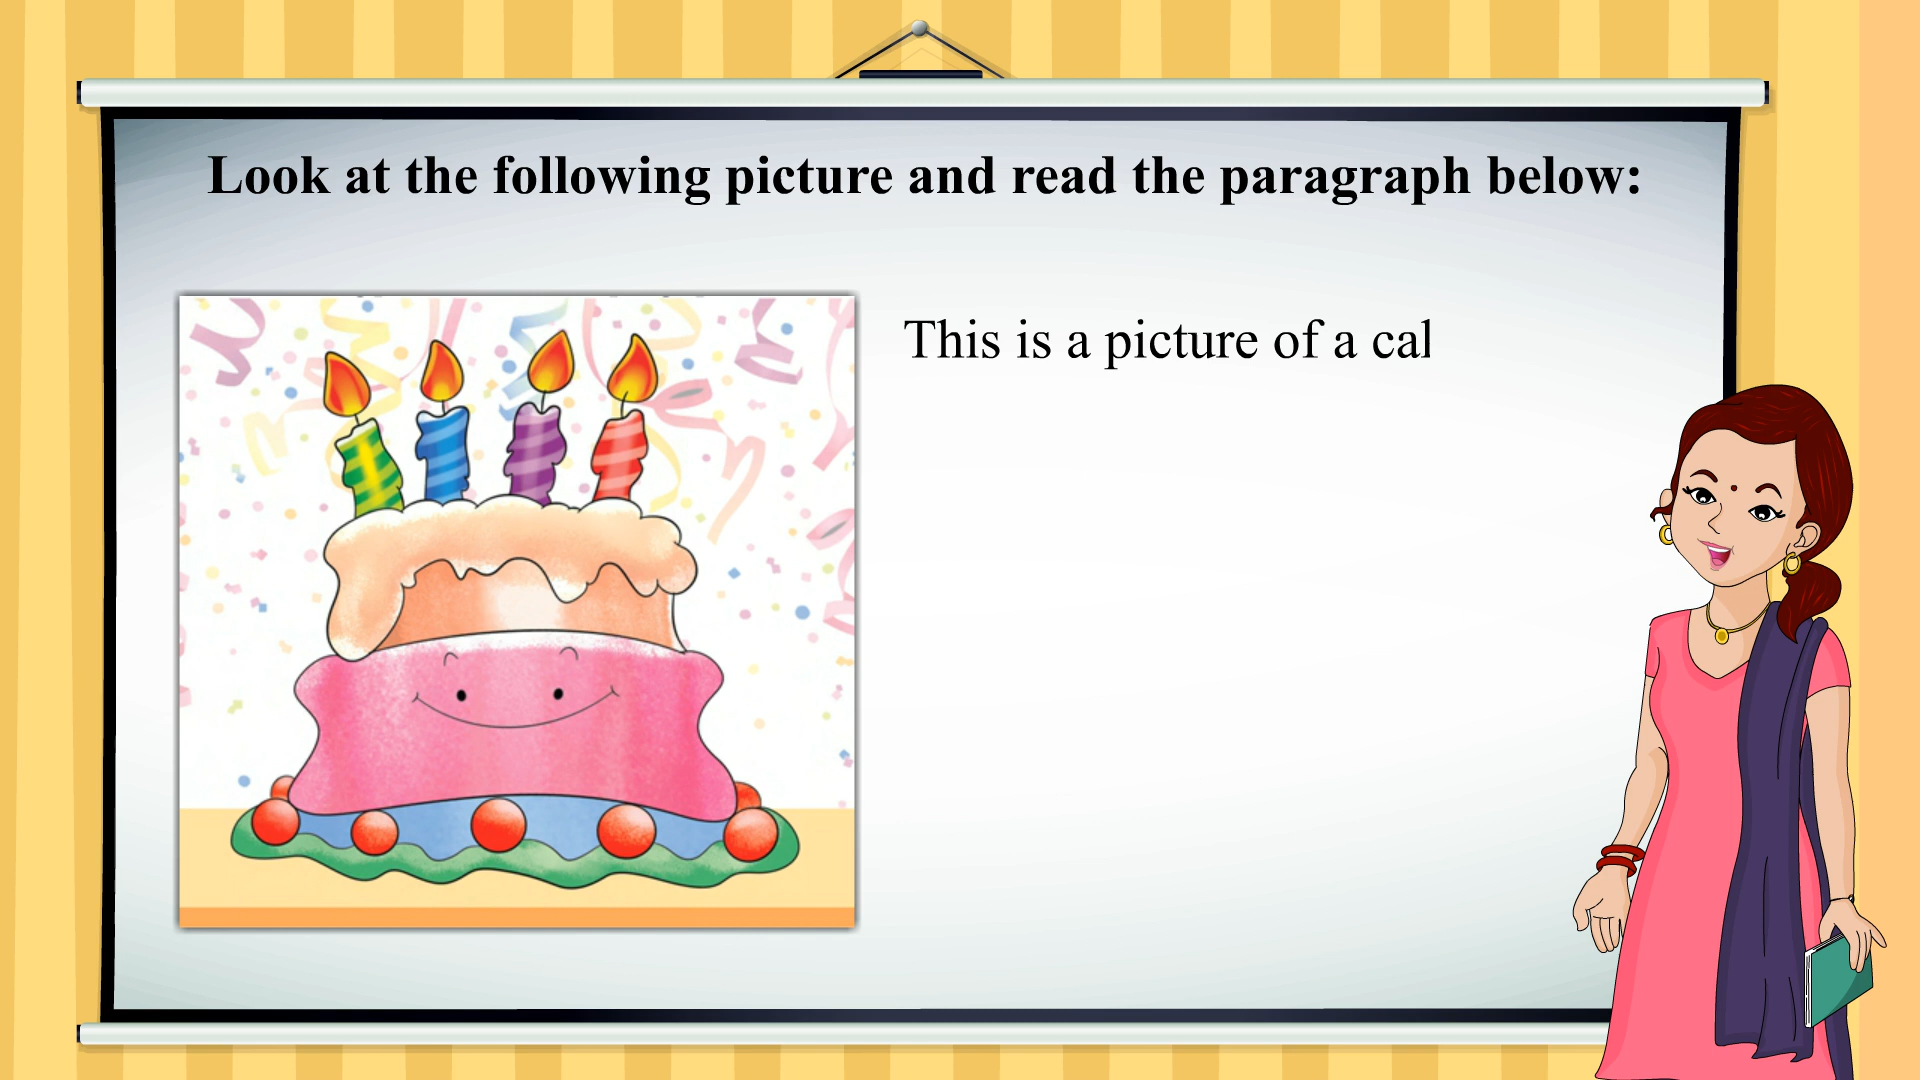 Look at the following picture and read the paragraph below:
This is a picture of a cal